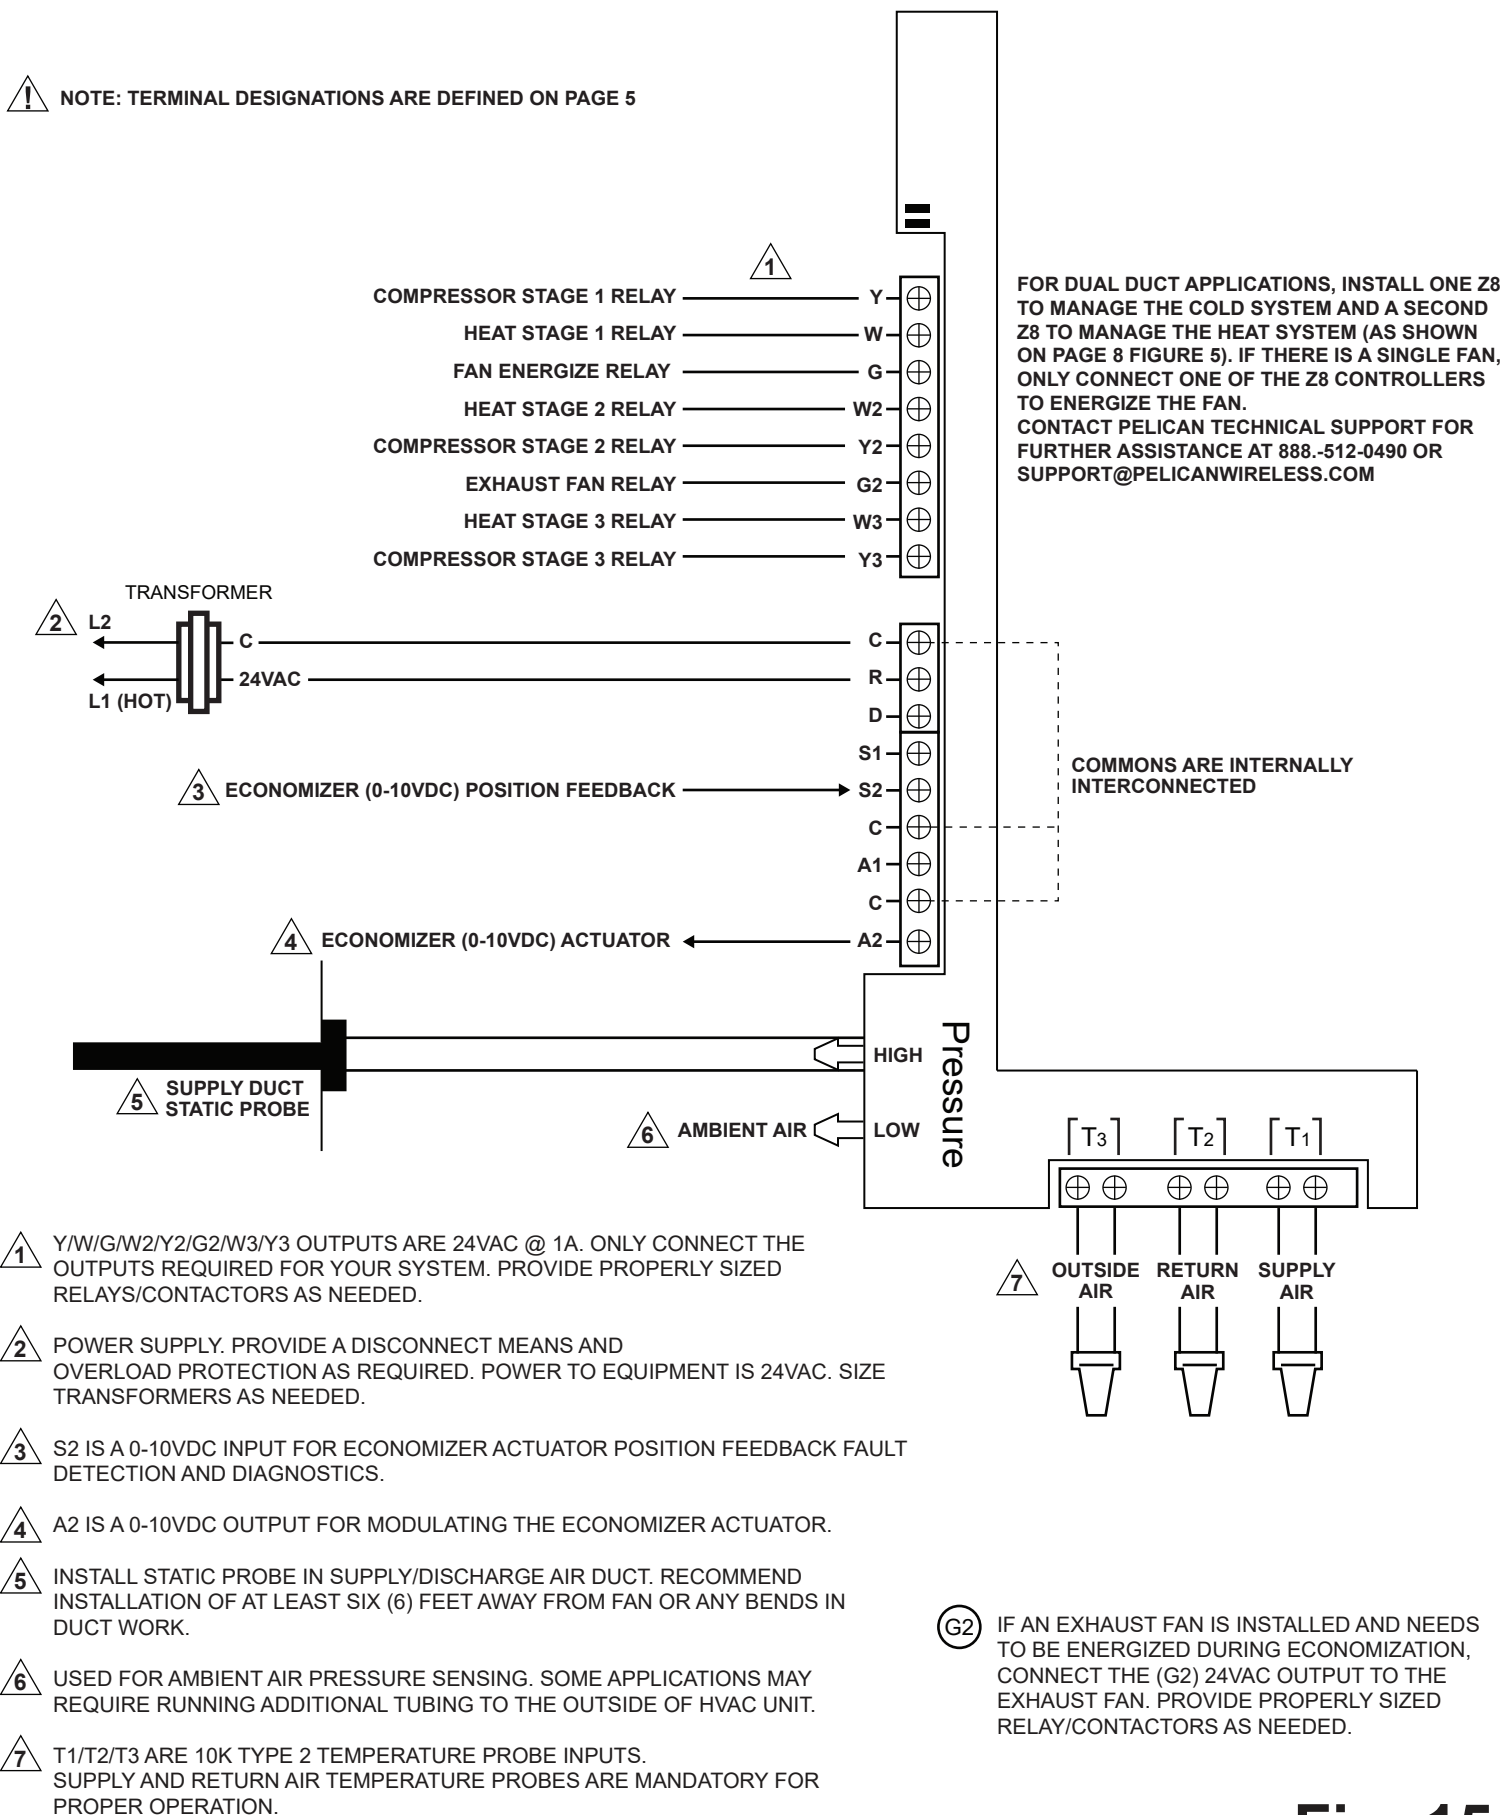 ! NOTE: TERMINAL DESIGNATIONS ARE DEFINED ON PAGE 5
1
COMPRESSOR STAGE 1 RELAY Y
HEAT STAGE 1 RELAY W
FAN ENERGIZE RELAY G
HEAT STAGE 2 RELAY W2
COMPRESSOR STAGE 2 RELAY Y2
EXHAUST FAN RELAY G2
HEAT STAGE 3 RELAY W3
COMPRESSOR STAGE 3 RELAY Y3
FOR DUAL DUCT APPLICATIONS, INSTALL ONE Z8
TO MANAGE THE COLD SYSTEM AND A SECOND
Z8 TO MANAGE THE HEAT SYSTEM (AS SHOWN
ON PAGE 8 FIGURE 5). IF THERE IS A SINGLE FAN,
ONLY CONNECT ONE OF THE Z8 CONTROLLERS
TO ENERGIZE THE FAN.
CONTACT PELICAN TECHNICAL SUPPORT FOR
FURTHER ASSISTANCE AT 888.-512-0490 OR
SUPPORT@PELICANWIRELESS.COM
TRANSFORMER
2 L2
C C
24VAC R
L1 (HOT)
D
S1
3 ECONOMIZER (0-10VDC) POSITION FEEDBACK S2
C
A1
C
4 ECONOMIZER (0-10VDC) ACTUATOR A2
COMMONS ARE INTERNALLY
INTERCONNECTED
HIGH
5 SUPPLY DUCT
STATIC PROBE
6 AMBIENT AIR LOW
Pressure
T3 T2 T1
7 OUTSIDE
AIR
RETURN
AIR
SUPPLY
AIR
1 Y/W/G/W2/Y2/G2/W3/Y3 OUTPUTS ARE 24VAC @ 1A. ONLY CONNECT THE
OUTPUTS REQUIRED FOR YOUR SYSTEM. PROVIDE PROPERLY SIZED
RELAYS/CONTACTORS AS NEEDED.
2 POWER SUPPLY. PROVIDE A DISCONNECT MEANS AND
OVERLOAD PROTECTION AS REQUIRED. POWER TO EQUIPMENT IS 24VAC. SIZE
TRANSFORMERS AS NEEDED.
3 S2 IS A 0-10VDC INPUT FOR ECONOMIZER ACTUATOR POSITION FEEDBACK FAULT
DETECTION AND DIAGNOSTICS.
4 A2 IS A 0-10VDC OUTPUT FOR MODULATING THE ECONOMIZER ACTUATOR.
5 INSTALL STATIC PROBE IN SUPPLY/DISCHARGE AIR DUCT. RECOMMEND
INSTALLATION OF AT LEAST SIX (6) FEET AWAY FROM FAN OR ANY BENDS IN
DUCT WORK.
6 USED FOR AMBIENT AIR PRESSURE SENSING. SOME APPLICATIONS MAY
REQUIRE RUNNING ADDITIONAL TUBING TO THE OUTSIDE OF HVAC UNIT.
7 T1/T2/T3 ARE 10K TYPE 2 TEMPERATURE PROBE INPUTS.
SUPPLY AND RETURN AIR TEMPERATURE PROBES ARE MANDATORY FOR
PROPER OPERATION.
G2 IF AN EXHAUST FAN IS INSTALLED AND NEEDS
TO BE ENERGIZED DURING ECONOMIZATION,
CONNECT THE (G2) 24VAC OUTPUT TO THE
EXHAUST FAN. PROVIDE PROPERLY SIZED
RELAY/CONTACTORS AS NEEDED.